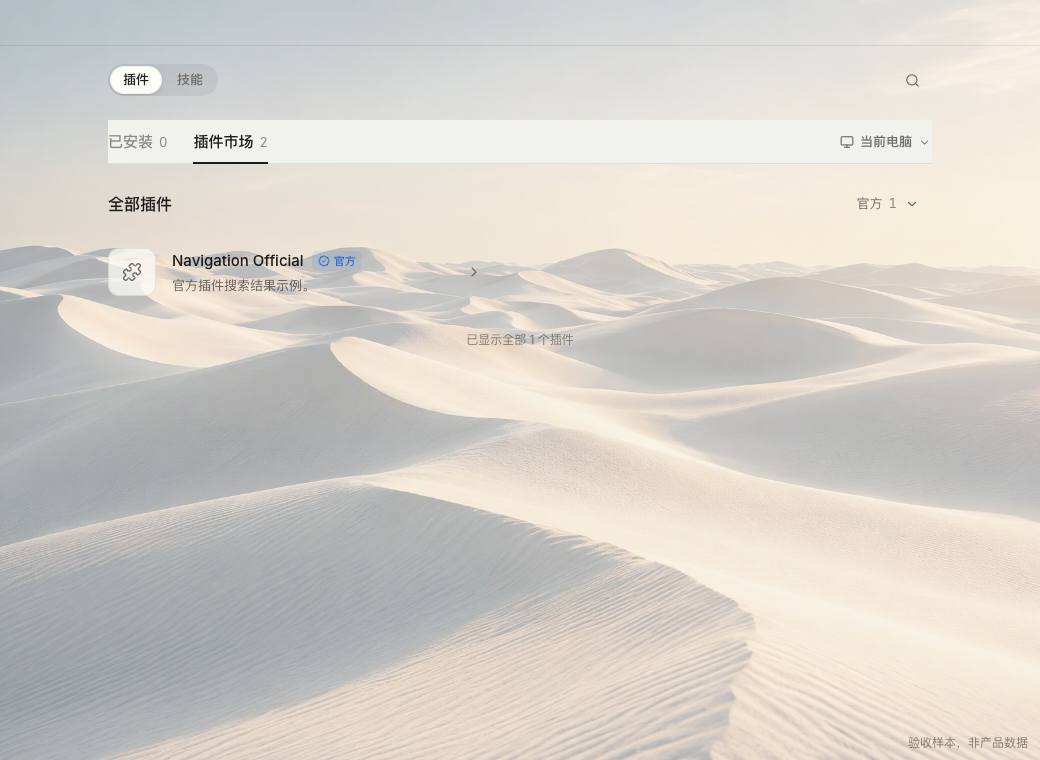 插件 技能
已安装 0 插件市场 2 当前电脑
全部插件 官方 1
Navigation Official 官方
官方插件搜索结果示例。
已显示全部 1 个插件
验收样本，非产品数据